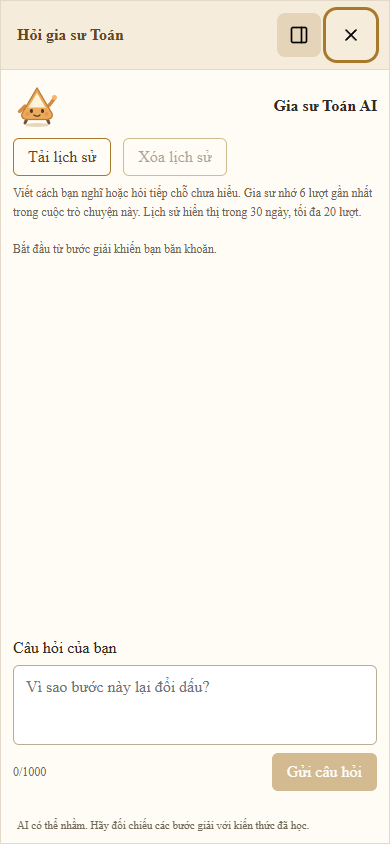 Hỏi gia sư Toán
Gia sư Toán AI
Tải lịch sử
Xóa lịch sử
Viết cách bạn nghĩ hoặc hỏi tiếp chỗ chưa hiểu. Gia sư nhớ 6 lượt gần nhất
trong cuộc trò chuyện này. Lịch sử hiển thị trong 30 ngày, tối đa 20 lượt.
Bắt đầu từ bước giải khiến bạn băn khoăn.
Câu hỏi của bạn
Vì sao bước này lại đổi dấu?
0/1000
Gửi câu hỏi
AI có thể nhầm. Hãy đối chiếu các bước giải với kiến thức đã học.